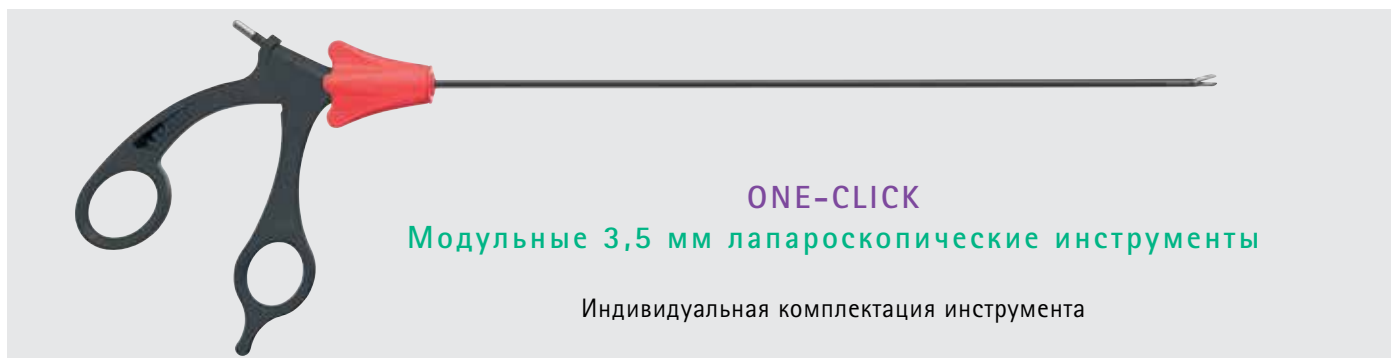 ONE-CLICK
Модульные 3,5 мм лапароскопические инструменты
Индивидуальная комплектация инструмента